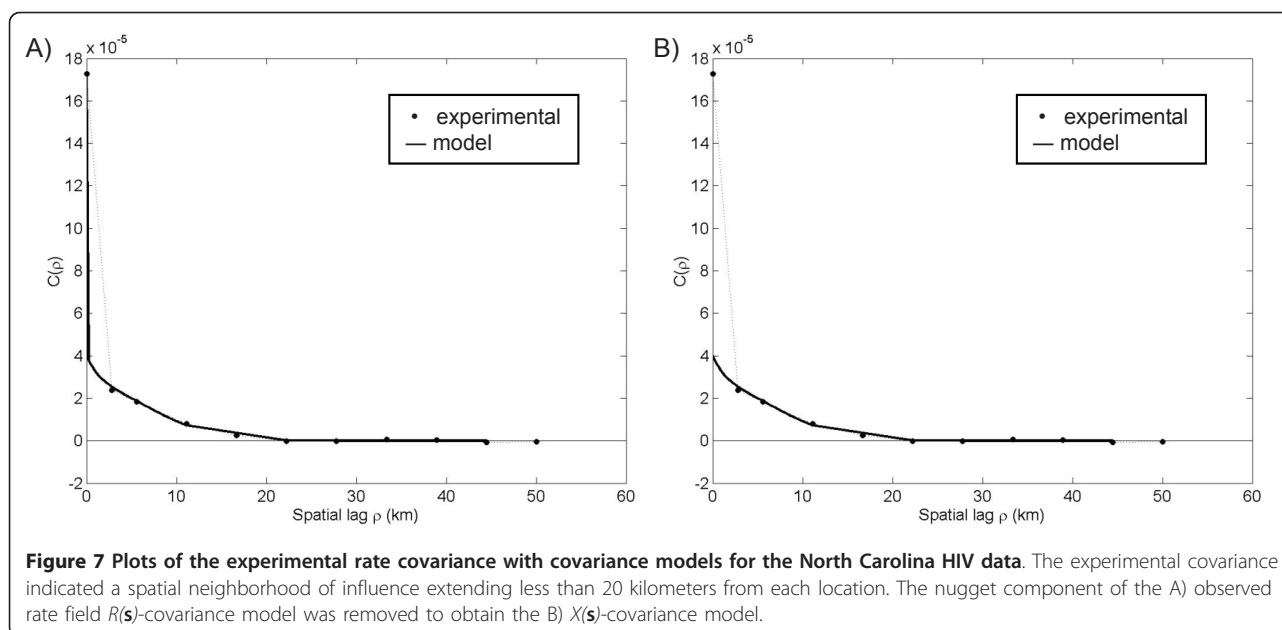 A)
x 10⁻⁵
18
16
14
12
10
8
6
4
2
0
-2
C(ρ)
0 10 20 30 40 50 60
Spatial lag ρ (km)
experimental
model
B)
x 10⁻⁵
18
16
14
12
10
8
6
4
2
0
-2
C(ρ)
0 10 20 30 40 50 60
Spatial lag ρ (km)
experimental
model
Figure 7 Plots of the experimental rate covariance with covariance models for the North Carolina HIV data. The experimental covariance
indicated a spatial neighborhood of influence extending less than 20 kilometers from each location. The nugget component of the A) observed
rate field R(s)-covariance model was removed to obtain the B) X(s)-covariance model.